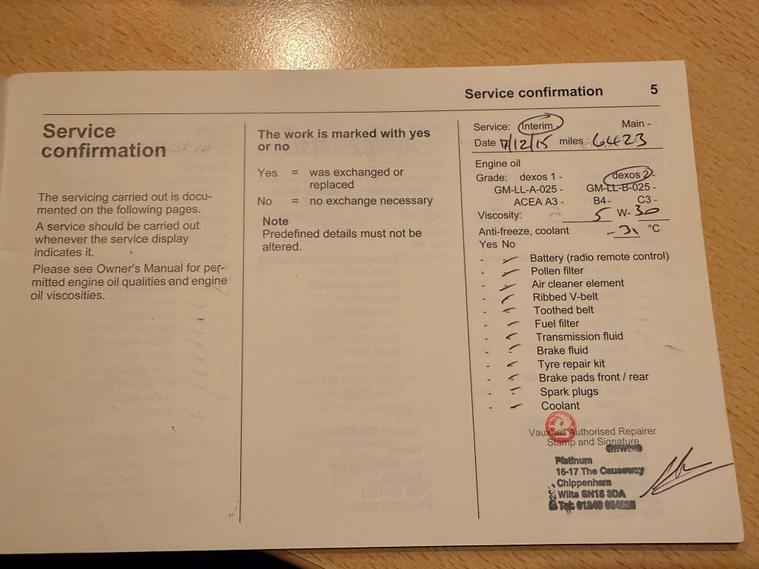 Service confirmation 5
Service
confirmation
The servicing carried out is docu-
mented on the following pages.
A service should be carried out
whenever the service display
indicates it.
Please see Owner's Manual for per-
mitted engine oil qualities and engine
oil viscosities.
The work is marked with yes
or no
Yes = was exchanged or
replaced
No = no exchange necessary
Note
Predefined details must not be
altered.
Service: Interim - Main -
Date 7/12/15 miles 6423
Engine oil
Grade: dexos 1 - dexos 2 -
GM-LL-A-025 - GM-LL-B-025 -
ACEA A3 - B4 - C3 -
Viscosity: 5 W- 30
Anti-freeze, coolant -31 °C
Yes No
- Battery (radio remote control)
- Pollen filter
- Air cleaner element
- Ribbed V-belt
- Toothed belt
- Fuel filter
- Transmission fluid
- Brake fluid
- Tyre repair kit
- Brake pads front / rear
- Spark plugs
- Coolant
Vauxhall Authorised Repairer
Stamp and Signature
Platinum
16-17 The Causeway
Chippenham
Wilts SN15 3DA
Tel: 01249